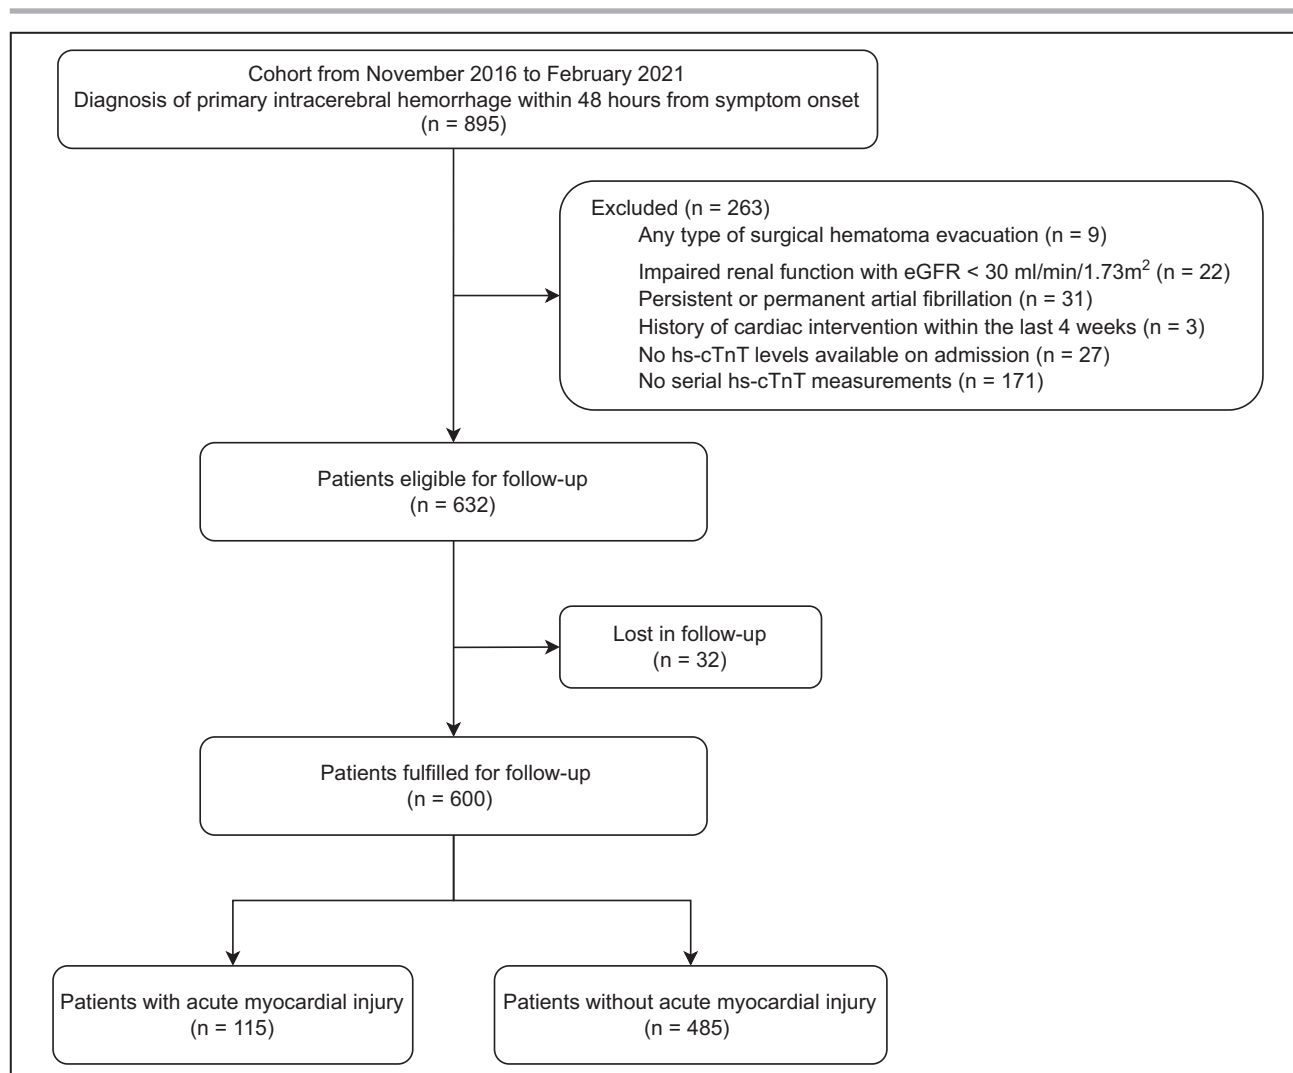 Cohort from November 2016 to February 2021
Diagnosis of primary intracerebral hemorrhage within 48 hours from symptom onset
(n = 895)
Excluded (n = 263)
Any type of surgical hematoma evacuation (n = 9)
Impaired renal function with eGFR < 30 ml/min/1.73m² (n = 22)
Persistent or permanent artial fibrillation (n = 31)
History of cardiac intervention within the last 4 weeks (n = 3)
No hs-cTnT levels available on admission (n = 27)
No serial hs-cTnT measurements (n = 171)
Patients eligible for follow-up
(n = 632)
Lost in follow-up
(n = 32)
Patients fulfilled for follow-up
(n = 600)
Patients with acute myocardial injury
(n = 115)
Patients without acute myocardial injury
(n = 485)